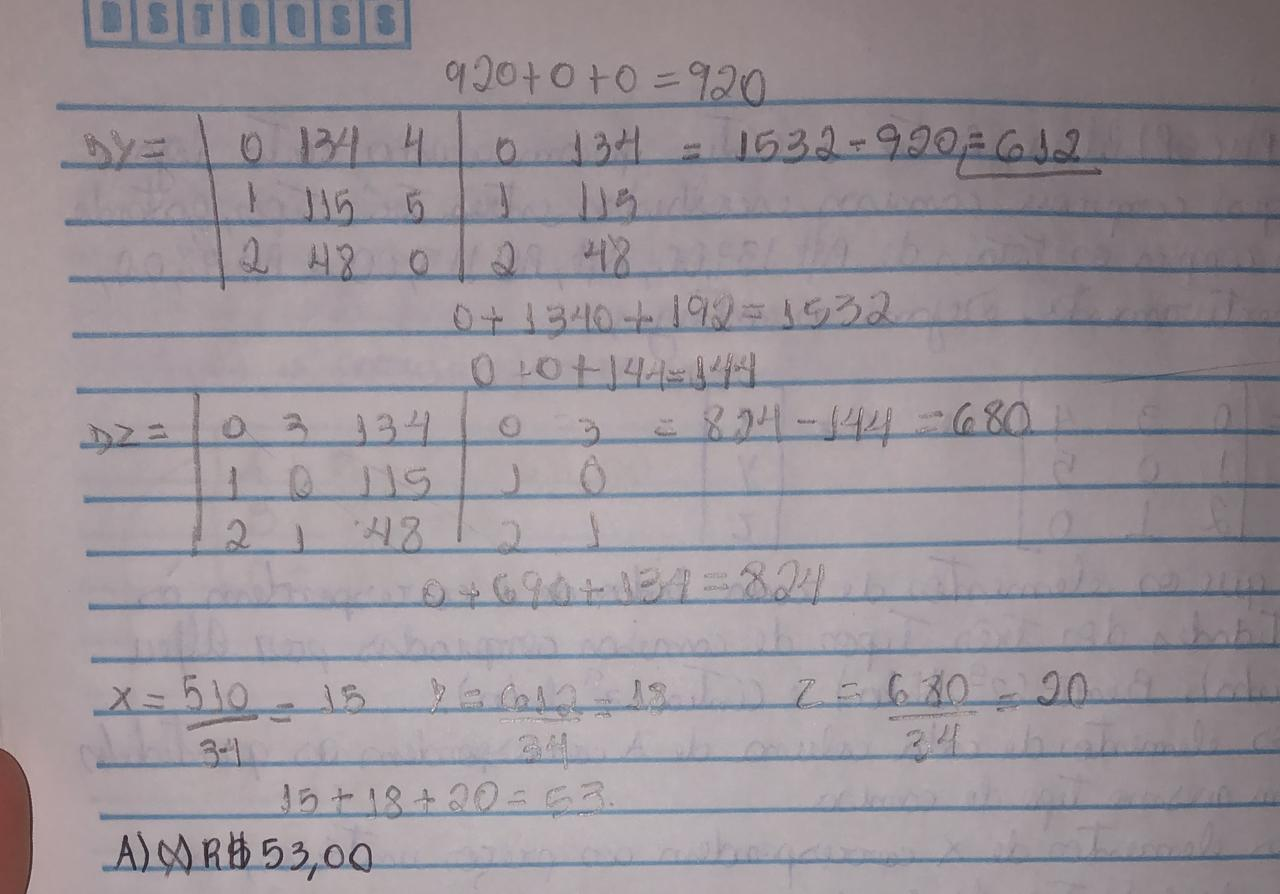 D S T Q Q S S
920+0+0=920
DY= | 0 134 4 | 0 134 = 1532-920=612
1 115 5 | 1 115
2 48 0 | 2 48
0+1340+192=1532
0+0+144=144
DZ= | 0 3 134 | 0 3 = 824-144=680
1 0 115 | 1 0
2 1 48 | 2 1
0+690+134=824
X=510/34=15 Y=612/34=18 Z=680/34=20
15+18+20=53.
A)(X)R$53,00